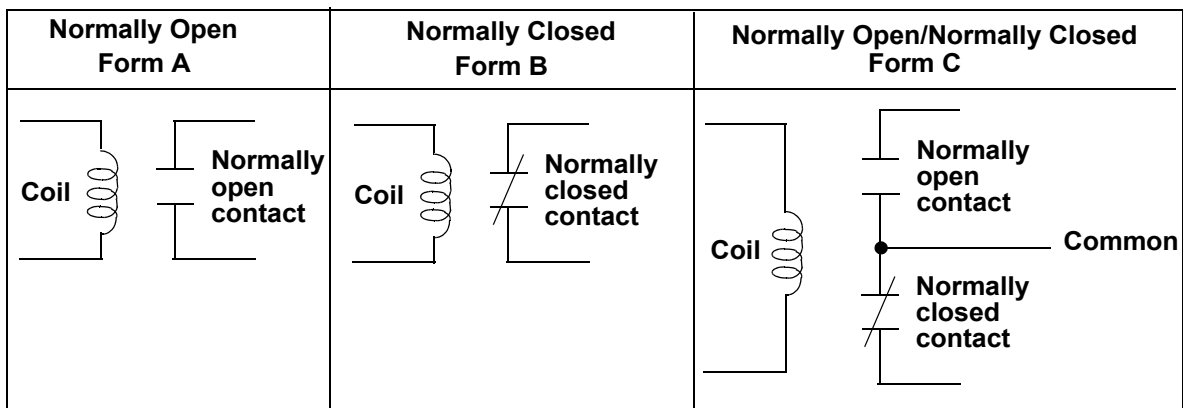 Normally Open
Form A
Normally Closed
Form B
Normally Open/Normally Closed
Form C
Coil
Normally
open
contact
Coil
Normally
closed
contact
Coil
Normally
open
contact
Common
Normally
closed
contact